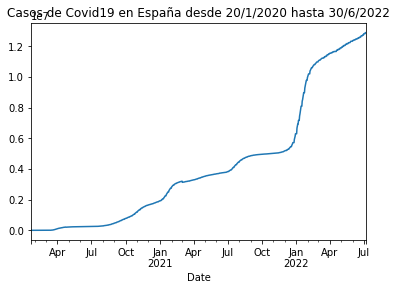 Casos de Covid19 en España desde 20/1/2020 hasta 30/6/2022
1e7
1.2
1.0
0.8
0.6
0.4
0.2
0.0
Apr Jul Oct Jan Apr Jul Oct Jan Apr Jul
2021 2022
Date